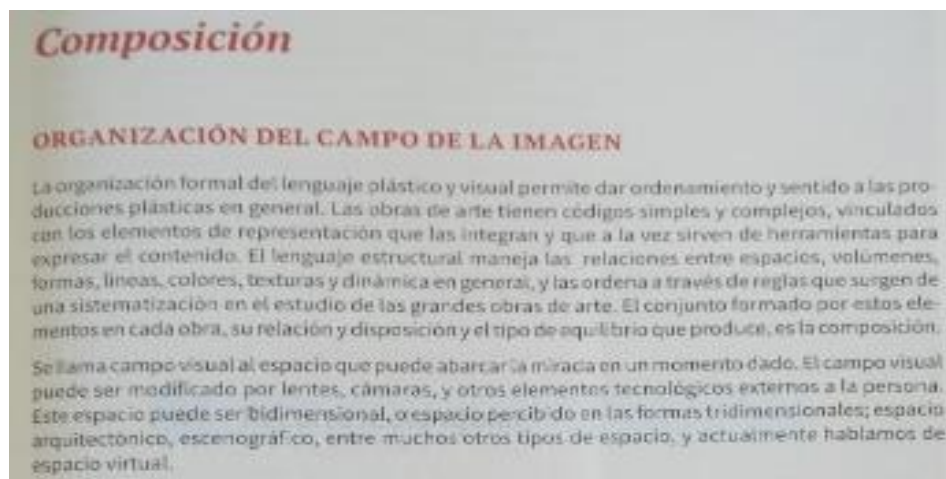 Composición
ORGANIZACIÓN DEL CAMPO DE LA IMAGEN
La organización formal del lenguaje plástico y visual permite dar ordenamiento y sentido a las pro-
ducciones plásticas en general. Las obras de arte tienen códigos simples y complejos, vinculados
con los elementos de representación que las integran y que a la vez sirven de herramientas para
expresar el contenido. El lenguaje estructural maneja las relaciones entre espacios, volúmenes,
formas, líneas, colores, texturas y dinámica en general, y las ordena a través de reglas que surgen de
una sistematización en el estudio de las grandes obras de arte. El conjunto formado por estos ele-
mentos en cada obra, su relación y disposición y el tipo de equilibrio que produce, es la composición.
Se llama campo visual al espacio que puede abarcar la mirada en un momento dado. El campo visual
puede ser modificado por lentes, cámaras, y otros elementos tecnológicos externos a la persona.
Este espacio puede ser bidimensional, o espacio percibido en las formas tridimensionales; espacio
arquitectónico, escenográfico, entre muchos otros tipos de espacio, y actualmente hablamos de
espacio virtual.